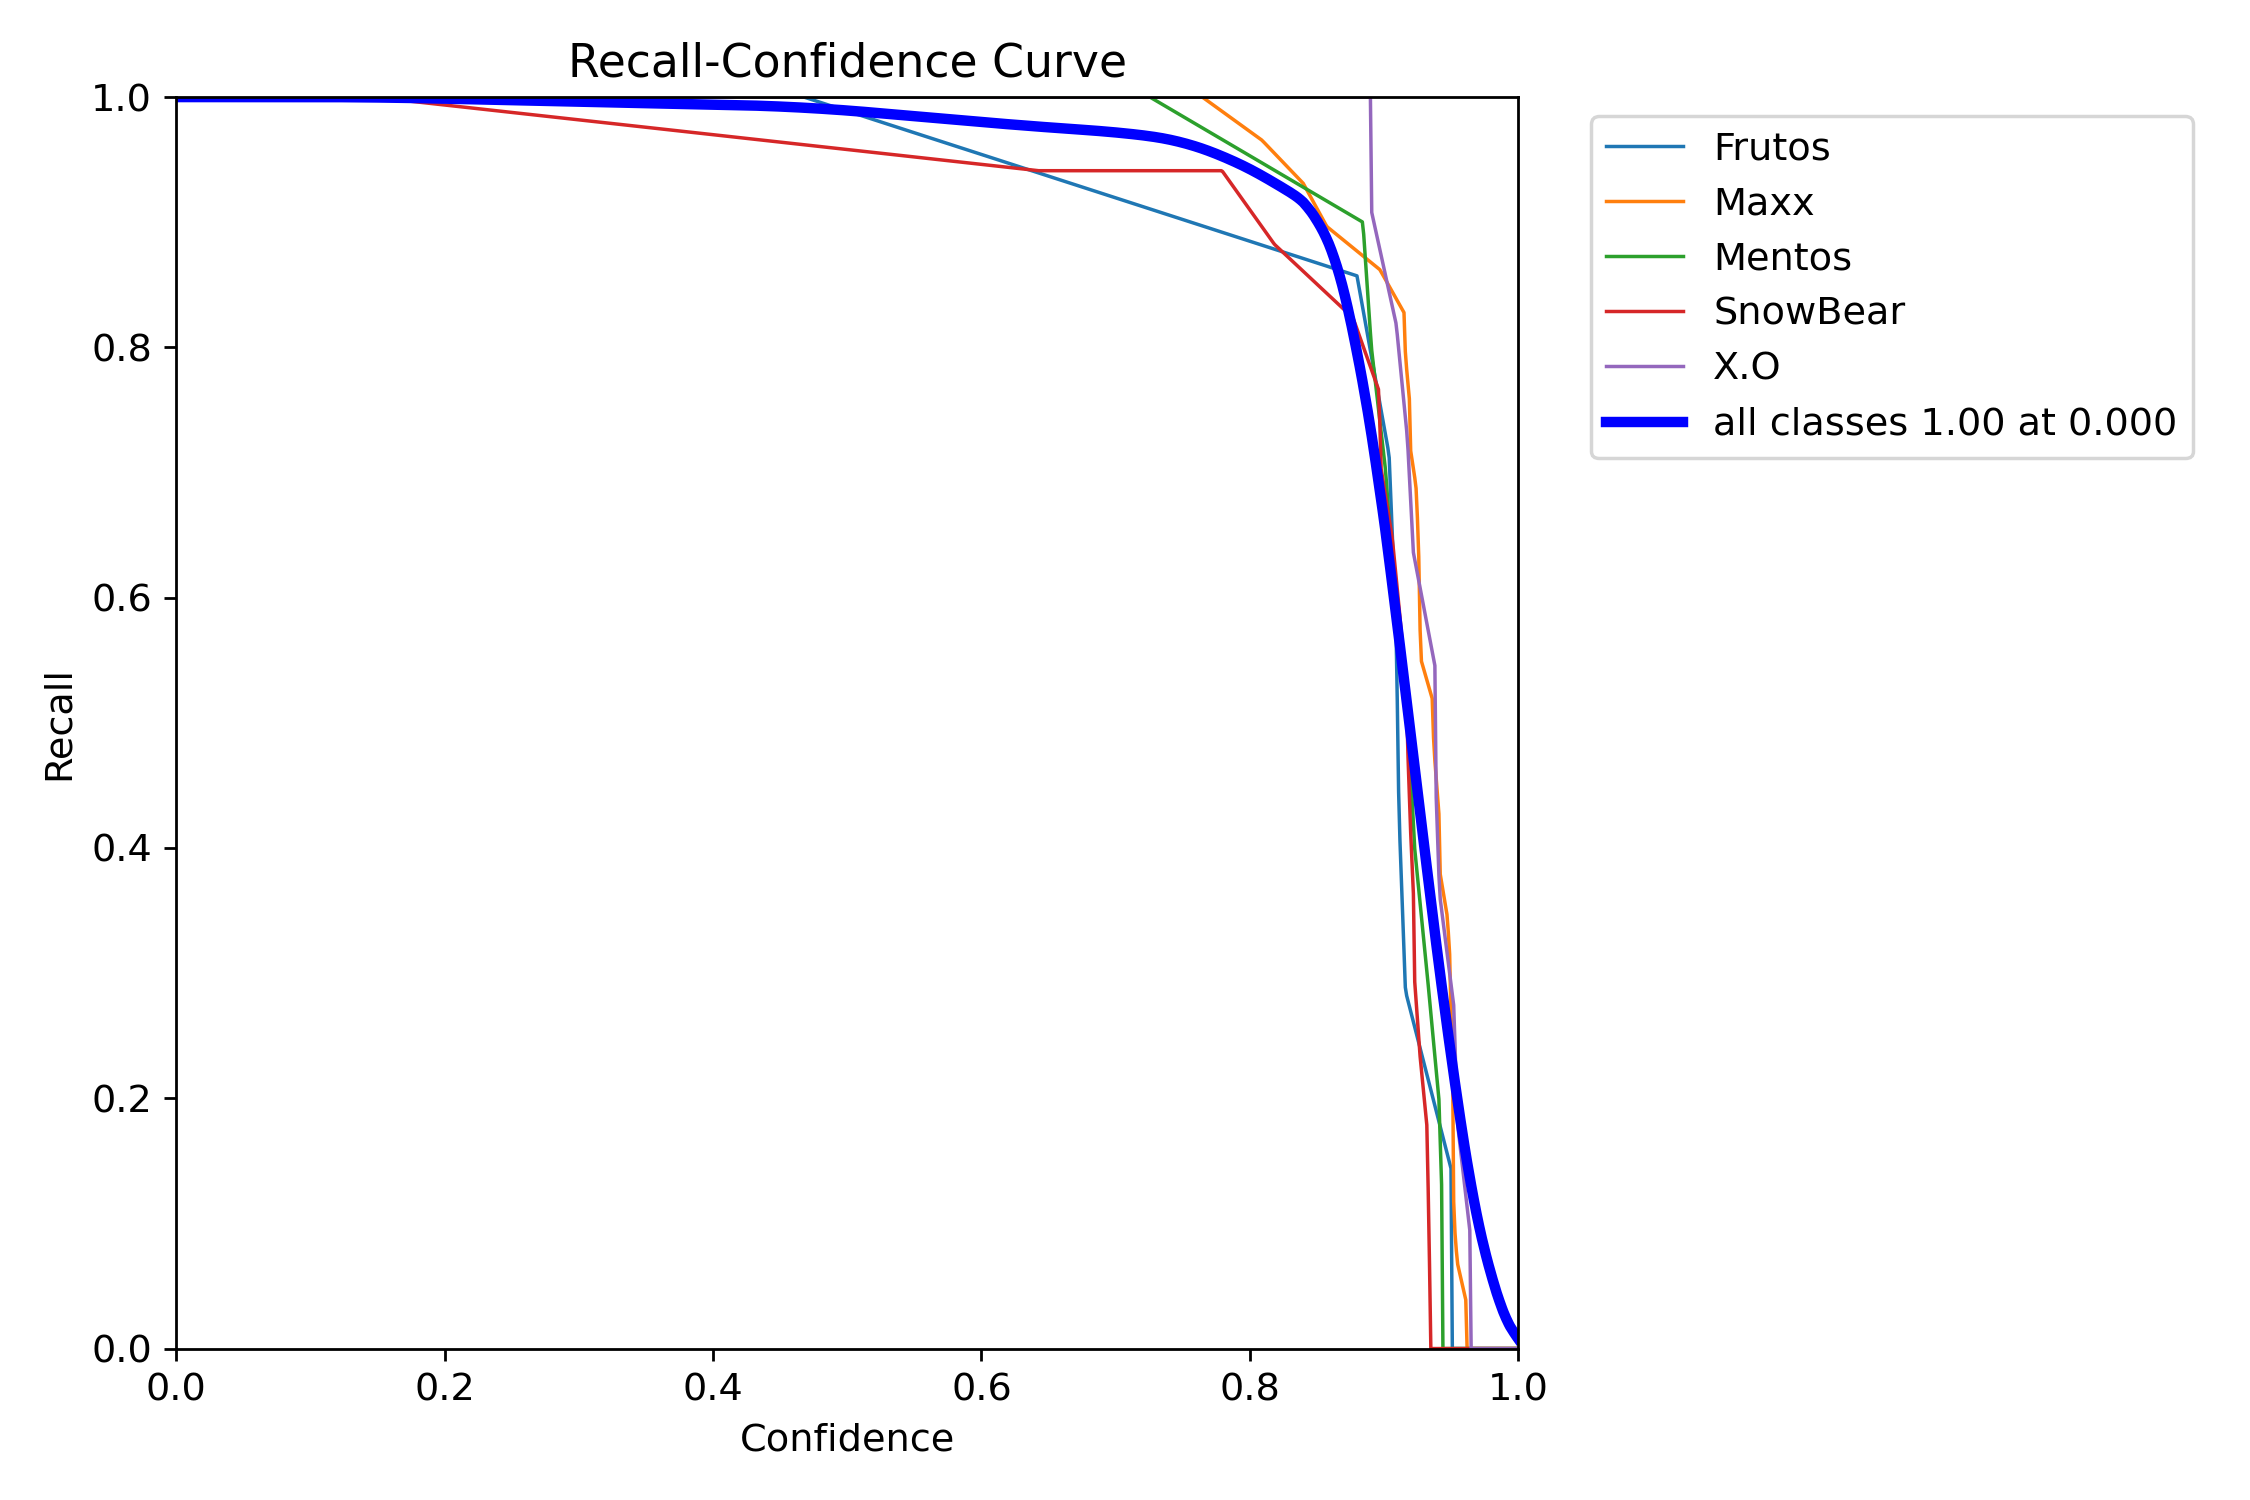 Recall-Confidence Curve
1.0
0.8
0.6
0.4
0.2
0.0
Recall
0.0 0.2 0.4 0.6 0.8 1.0
Confidence
Frutos
Maxx
Mentos
SnowBear
X.O
all classes 1.00 at 0.000